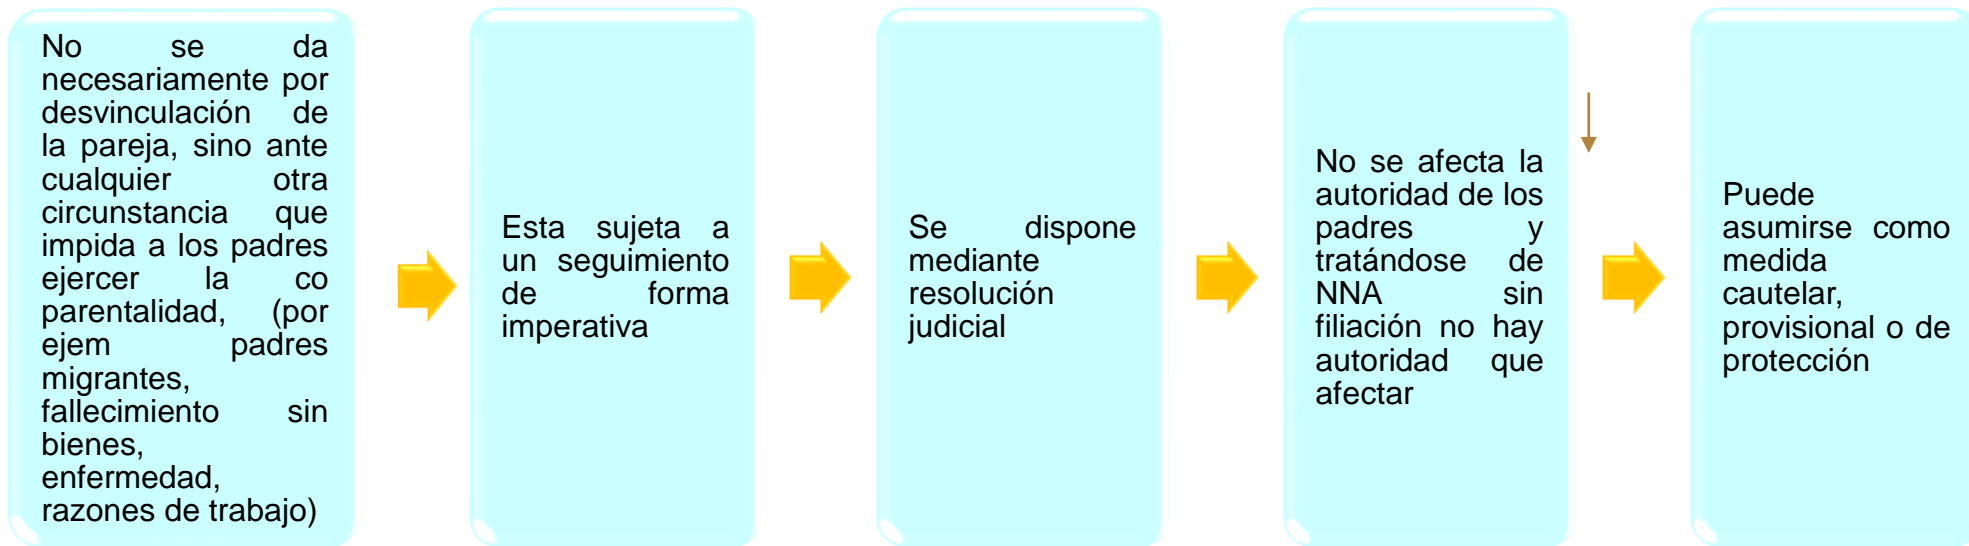 No se da
necesariamente por
desvinculación de
la pareja, sino ante
cualquier otra
circunstancia que
impida a los padres
ejercer la co
parentalidad, (por
ejem padres
migrantes,
fallecimiento sin
bienes,
enfermedad,
razones de trabajo)
Esta sujeta a
un seguimiento
de forma
imperativa
Se dispone
mediante
resolución
judicial
No se afecta la
autoridad de los
padres y
tratándose de
NNA sin
filiación no hay
autoridad que
afectar
Puede
asumirse como
medida
cautelar,
provisional o de
protección